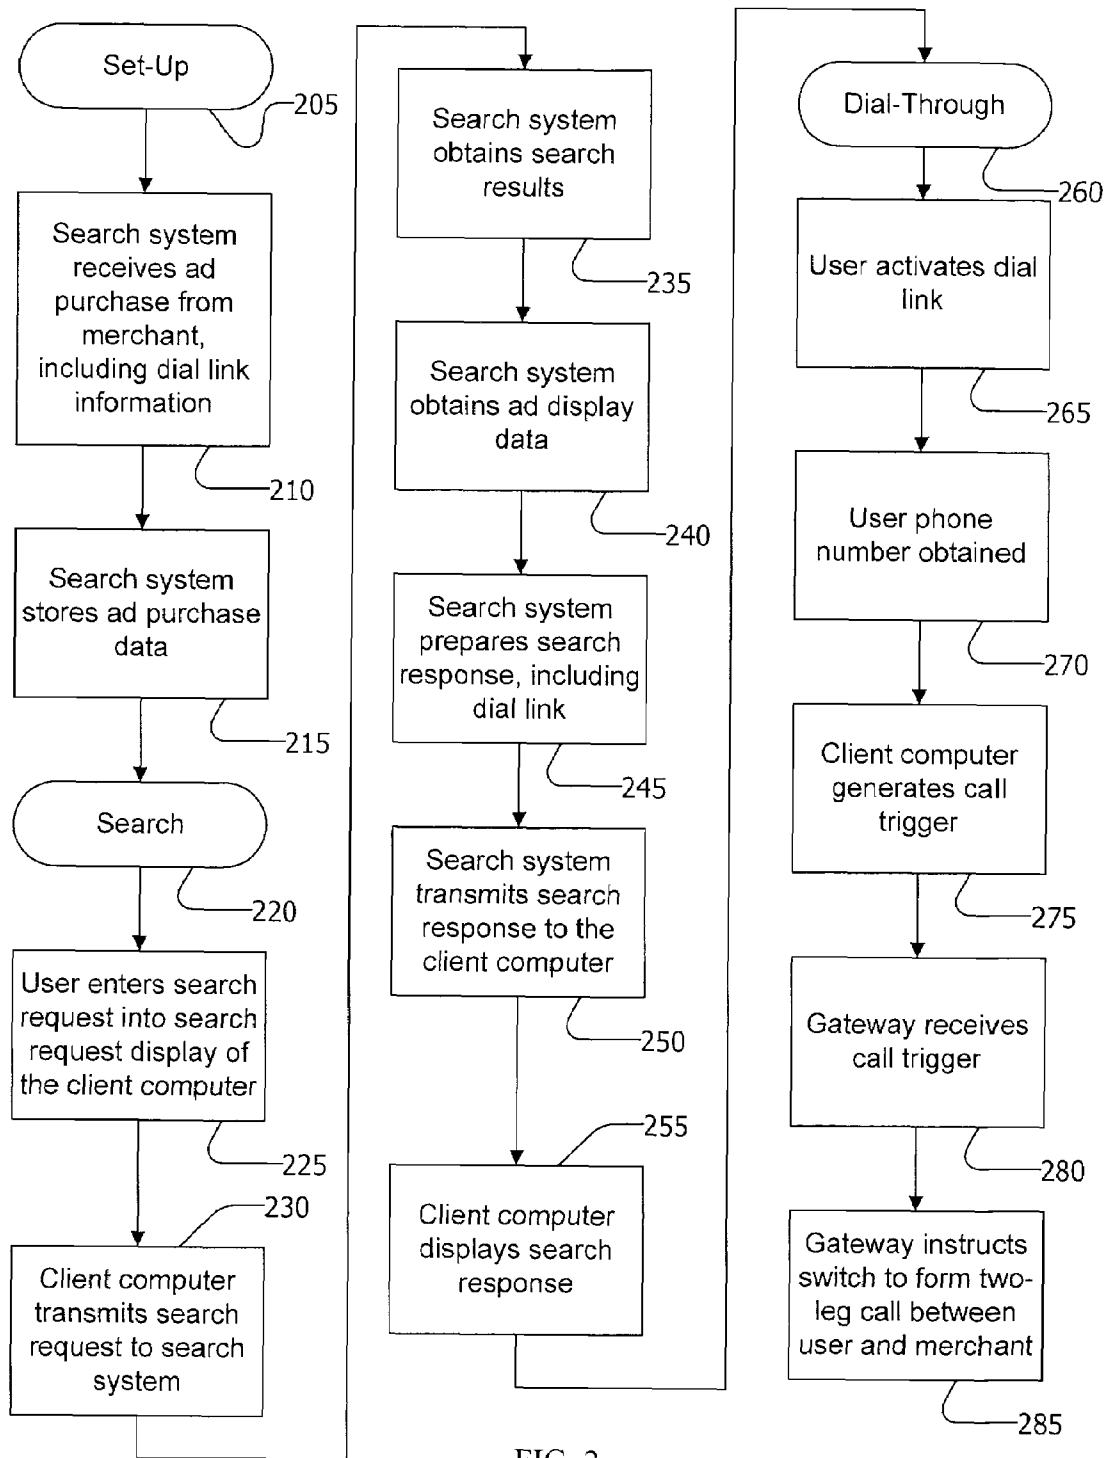 Set-Up
205
Search system
receives ad
purchase from
merchant,
including dial link
information
210
Search system
stores ad purchase
data
215
Search
220
User enters search
request into search
request display of
the client computer
225
230
Client computer
transmits search
request to search
system
Search system
obtains search
results
235
Search system
obtains ad display
data
240
Search system
prepares search
response, including
dial link
245
Search system
transmits search
response to the
client computer
250
255
Client computer
displays search
response
Dial-Through
260
User activates dial
link
265
User phone
number obtained
270
Client computer
generates call
trigger
275
Gateway receives
call trigger
280
Gateway instructs
switch to form two-
leg call between
user and merchant
285
FIG. 2